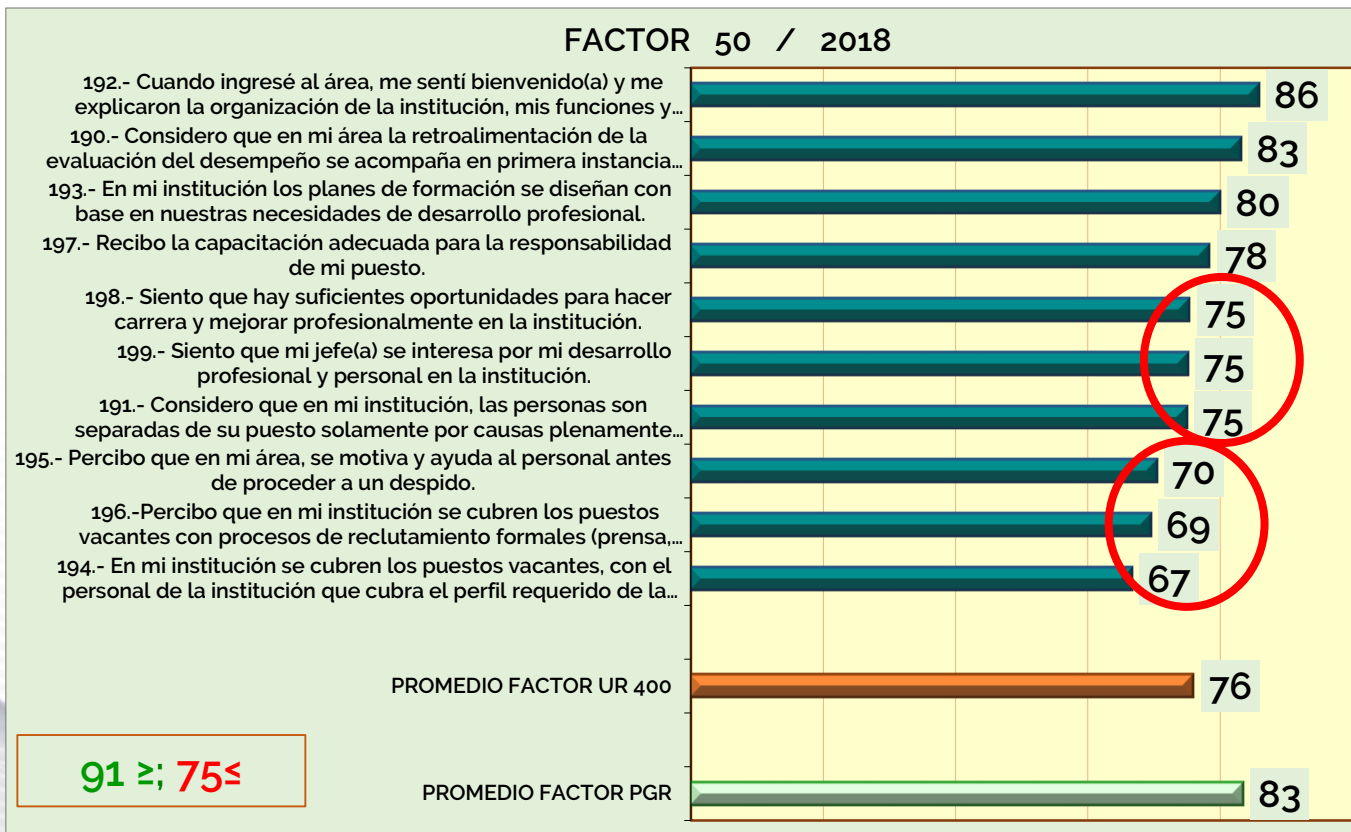 FACTOR 50 / 2018
192.- Cuando ingresé al área, me sentí bienvenido(a) y me
explicaron la organización de la institución, mis funciones y...
86
190.- Considero que en mi área la retroalimentación de la
evaluación del desempeño se acompaña en primera instancia...
83
193.- En mi institución los planes de formación se diseñan con
base en nuestras necesidades de desarrollo profesional.
80
197.- Recibo la capacitación adecuada para la responsabilidad
de mi puesto.
78
198.- Siento que hay suficientes oportunidades para hacer
carrera y mejorar profesionalmente en la institución.
75
199.- Siento que mi jefe(a) se interesa por mi desarrollo
profesional y personal en la institución.
75
191.- Considero que en mi institución, las personas son
separadas de su puesto solamente por causas plenamente...
75
195.- Percibo que en mi área, se motiva y ayuda al personal antes
de proceder a un despido.
70
196.-Percibo que en mi institución se cubren los puestos
vacantes con procesos de reclutamiento formales (prensa,...
69
194.- En mi institución se cubren los puestos vacantes, con el
personal de la institución que cubra el perfil requerido de la...
67
PROMEDIO FACTOR UR 400
76
91 ≥; 75≤
PROMEDIO FACTOR PGR
83